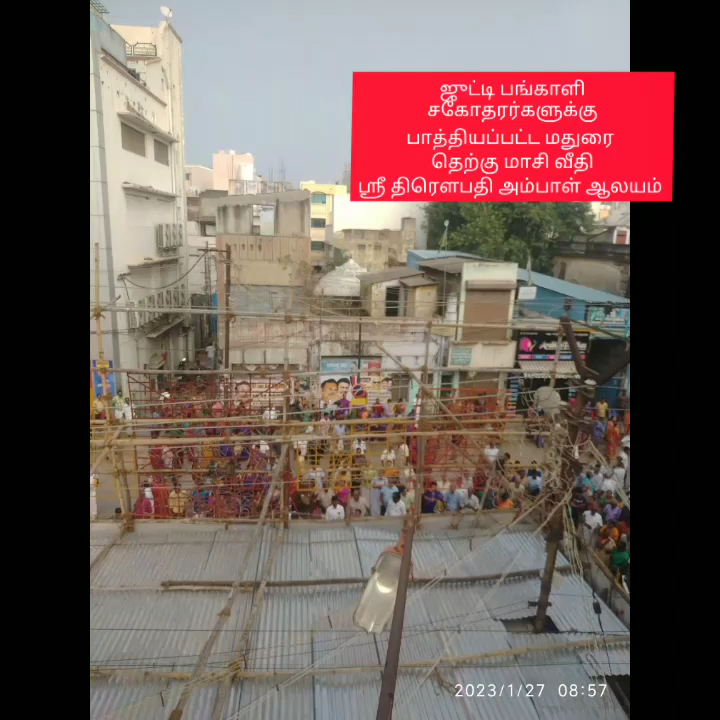 ஜுட்டி பங்காளி
சகோதரர்களுக்கு
பாத்தியப்பட்ட மதுரை
தெற்கு மாசி வீதி
ஸ்ரீ திரௌபதி அம்பாள் ஆலயம்
2023/1/27 08:57